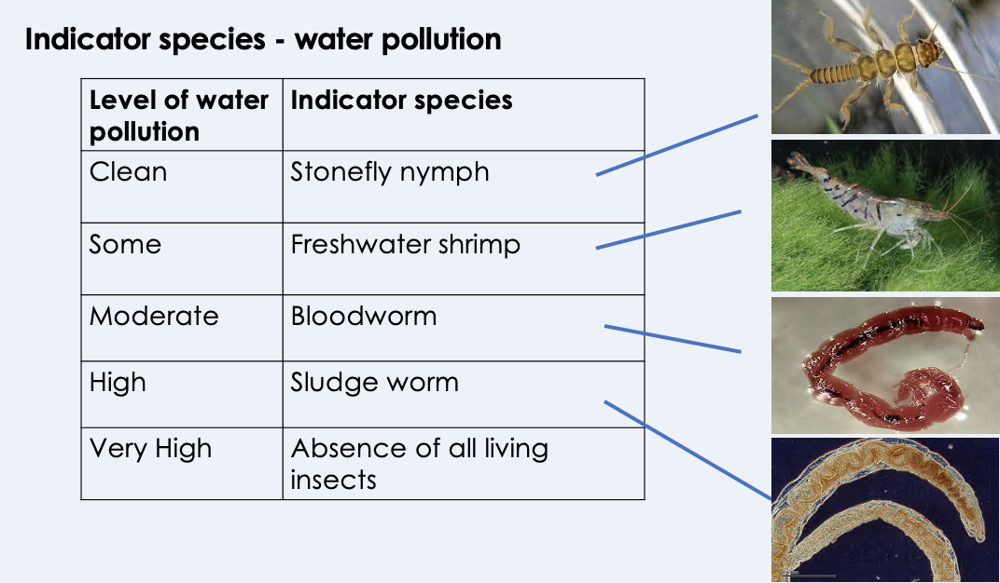 Indicator species - water pollution
Level of water pollution
Indicator species
Clean
Stonefly nymph
Some
Freshwater shrimp
Moderate
Bloodworm
High
Sludge worm
Very High
Absence of all living
insects